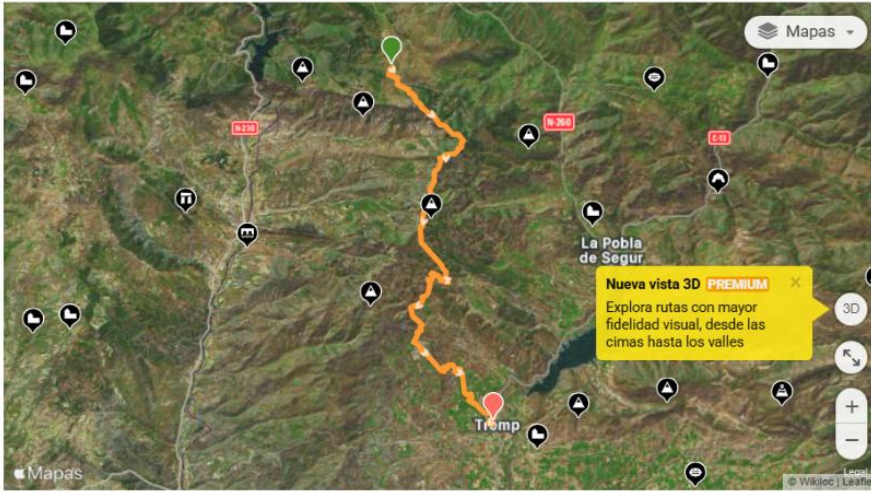 Mapas
N-230
N-260
C-13
La Pobla
de Segur
Nueva vista 3D PREMIUM ×
Explora rutas con mayor
fidelidad visual, desde las
cimas hasta los valles
3D
Tremp
+
−
Mapas
Legal
© Wikiloc | Leafle